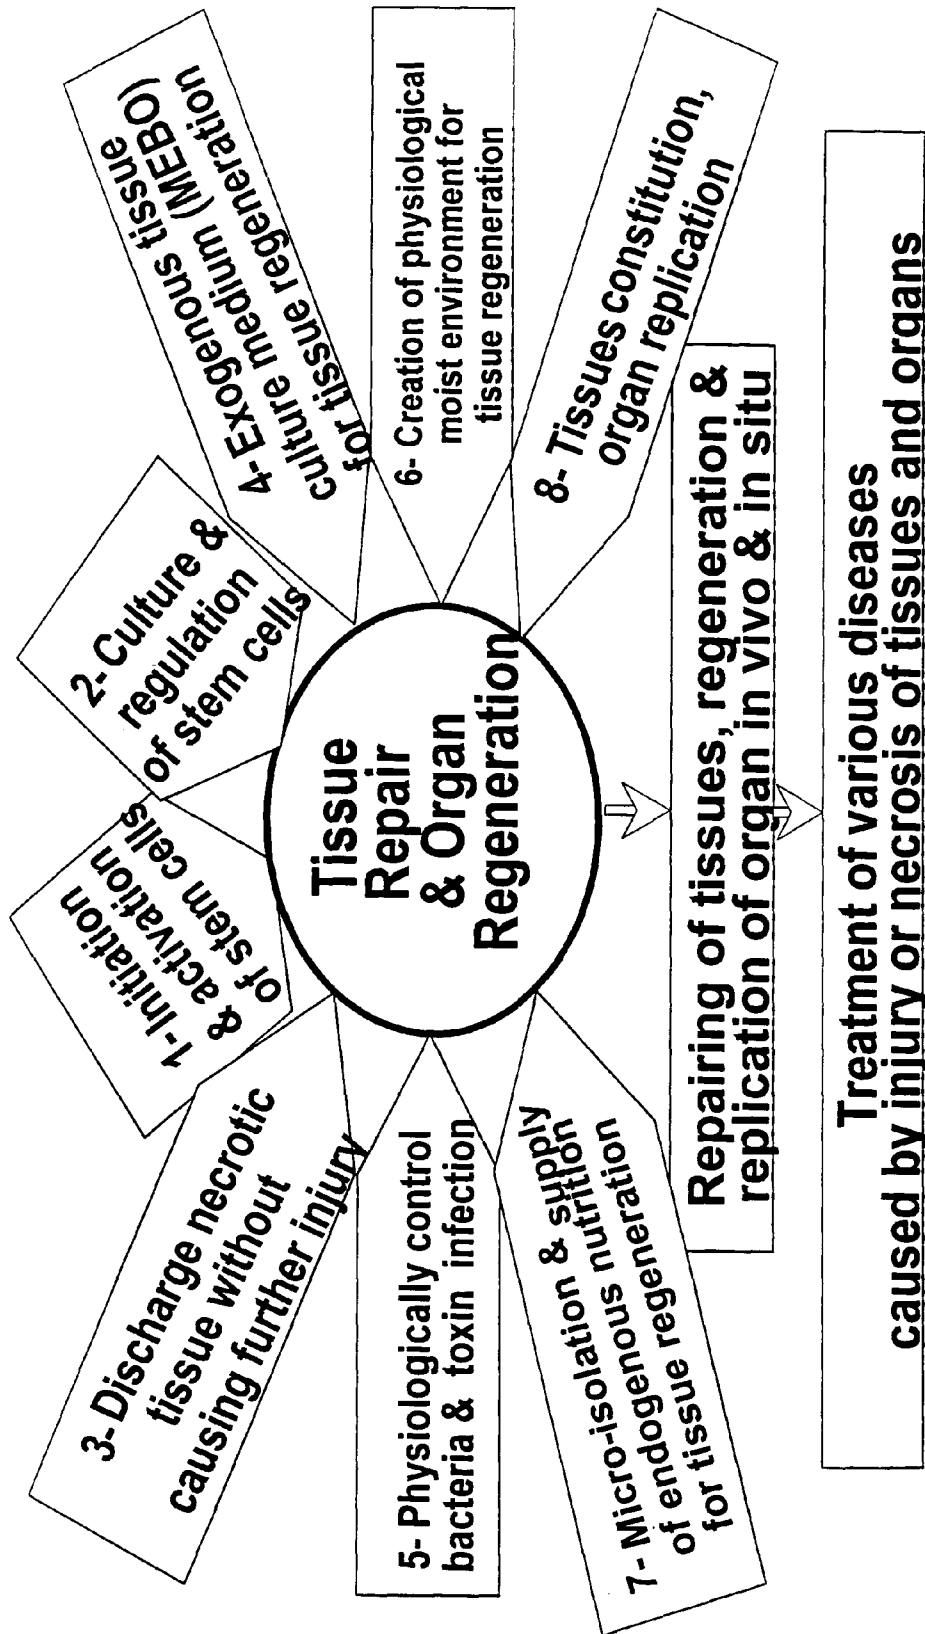 1- Initiation
& activation
of stem cells
2- Culture &
regulation
of stem cells
3- Discharge necrotic
tissue without
causing further injury
4- Exogenous tissue
culture medium (MEBO)
for tissue regeneration
5- Physiologically control
bacteria & toxin infection
6- Creation of physiological
moist environment for
tissue regeneration
7- Micro-isolation & supply
of endogenous nutrition
for tissue regeneration
8- Tissues constitution,
organ replication
Tissue
Repair
& Organ
Regeneration
Repairing of tissues, regeneration &
replication of organ in vivo & in situ
Treatment of various diseases
caused by injury or necrosis of tissues and organs